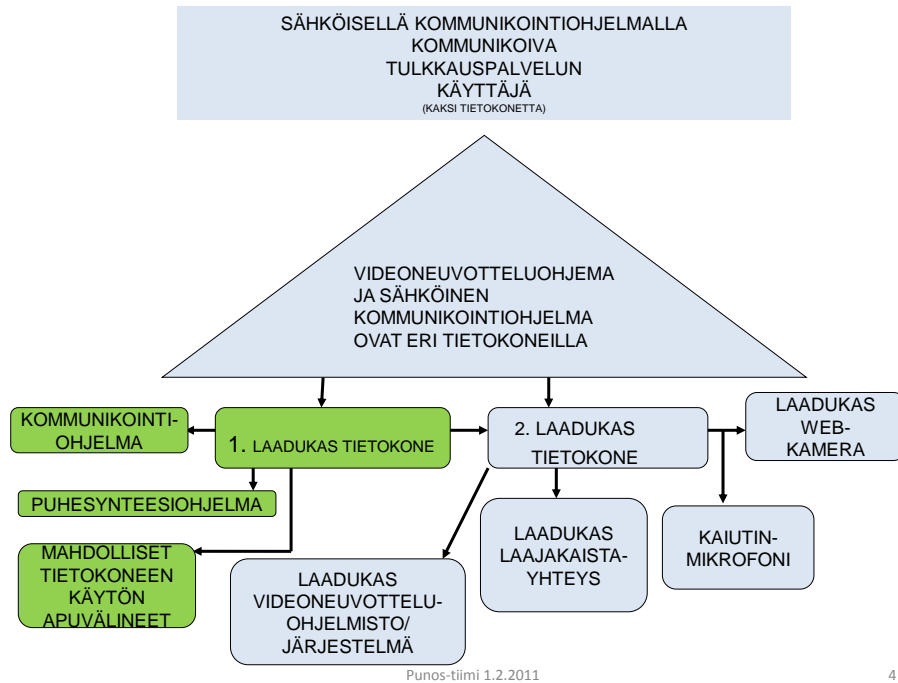 SÄHKÖISELLÄ KOMMUNIKOINTIOHJELMALLA
KOMMUNIKOIVA
TULKKAUSPALVELUN
KÄYTTÄJÄ
(KAKSI TIETOKONETTA)
VIDEONEUVOTTELUOHJEMA
JA SÄHKÖINEN
KOMMUNIKOINTIOHJELMA
OVAT ERI TIETOKONEILLA
KOMMUNIKOINTI-
OHJELMA
1. LAADUKAS TIETOKONE
2. LAADUKAS
TIETOKONE
LAADUKAS
WEB-
KAMERA
PUHESYNTEESIOHJELMA
MAHDOLLISET
TIETOKONEEN
KÄYTÖN
APUVÄLINEET
LAADUKAS
VIDEONEUVOTTELU-
OHJELMISTO/
JÄRJESTELMÄ
LAADUKAS
LAAJAKAISTA-
YHTEYS
KAIUTIN-
MIKROFONI
Punos-tiimi 1.2.2011
4